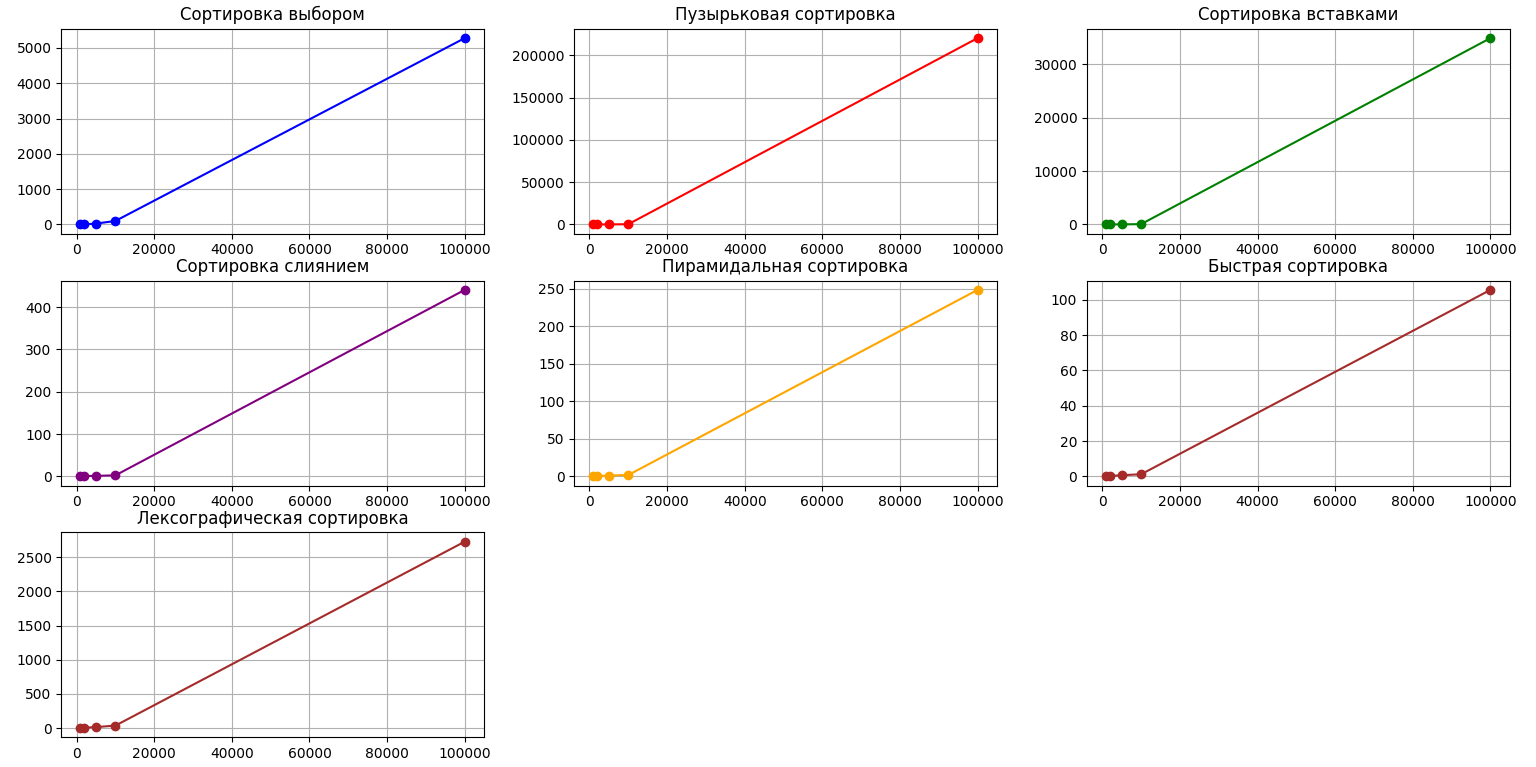 Сортировка выбором
5000
4000
3000
2000
1000
0
0 20000 40000 60000 80000 100000
Пузырьковая сортировка
200000
150000
100000
50000
0
0 20000 40000 60000 80000 100000
Сортировка вставками
30000
20000
10000
0
0 20000 40000 60000 80000 100000
Сортировка слиянием
400
300
200
100
0
0 20000 40000 60000 80000 100000
Пирамидальная сортировка
250
200
150
100
50
0
0 20000 40000 60000 80000 100000
Быстрая сортировка
100
80
60
40
20
0
0 20000 40000 60000 80000 100000
Лексографическая сортировка
2500
2000
1500
1000
500
0
0 20000 40000 60000 80000 100000